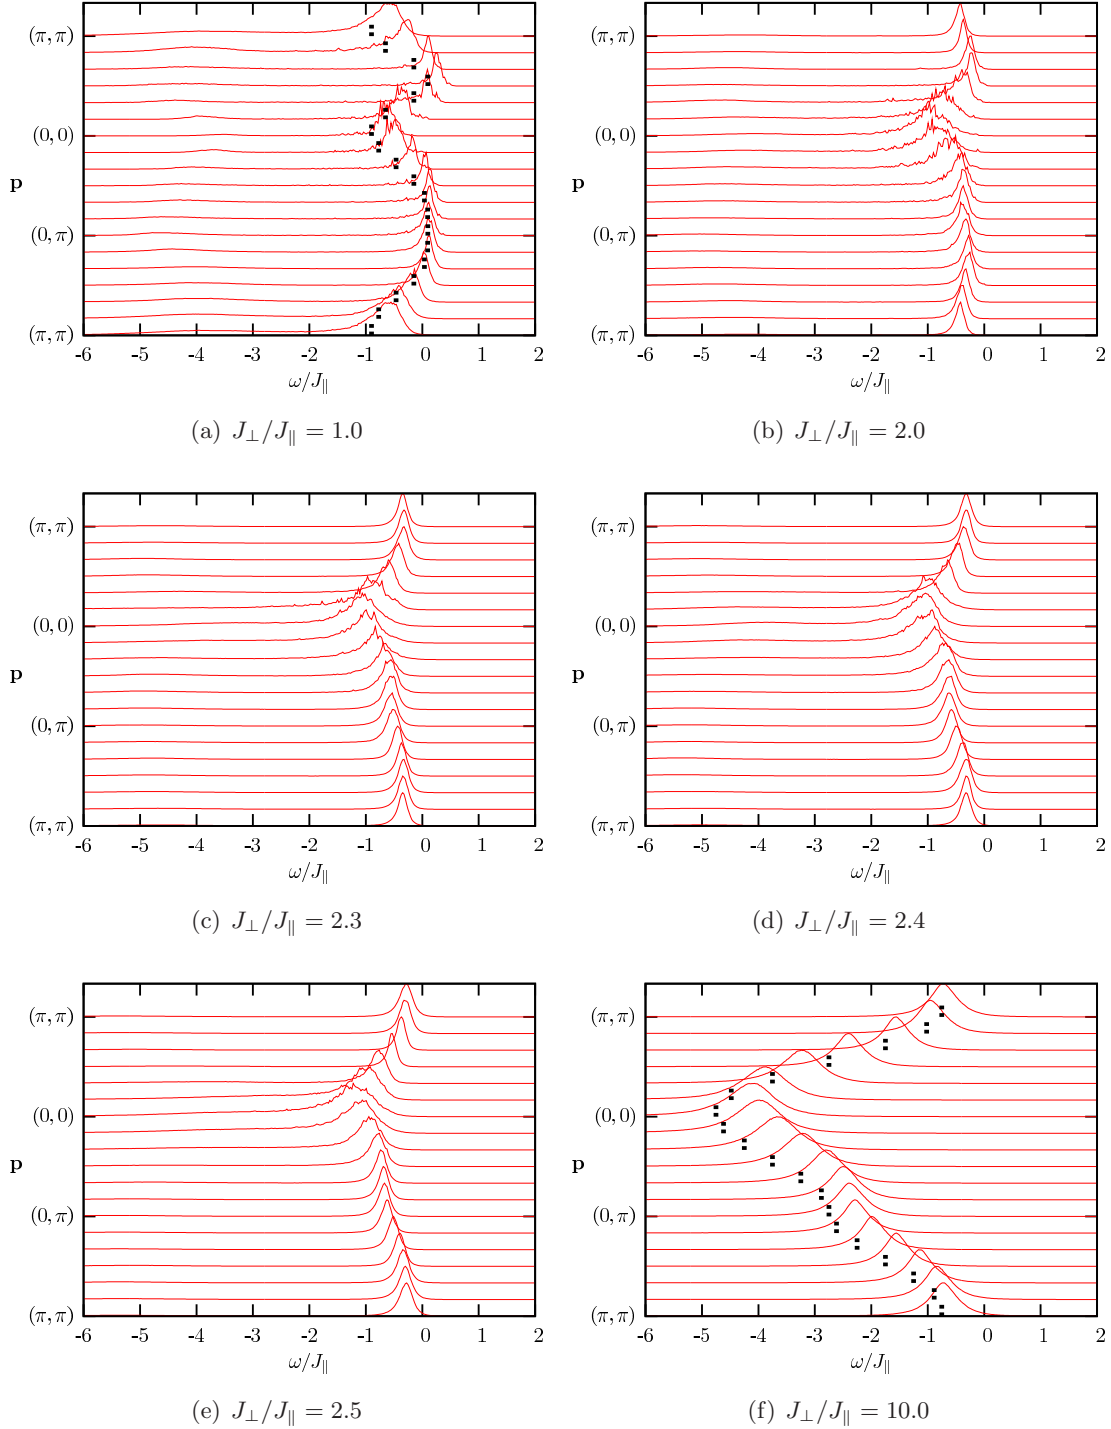 (π, π)
(0, 0)
p
(0, π)
(π, π)
-6 -5 -4 -3 -2 -1 0 1 2
ω/J∥
(a) J⊥/J∥ = 1.0
(π, π)
(0, 0)
p
(0, π)
(π, π)
-6 -5 -4 -3 -2 -1 0 1 2
ω/J∥
(b) J⊥/J∥ = 2.0
(π, π)
(0, 0)
p
(0, π)
(π, π)
-6 -5 -4 -3 -2 -1 0 1 2
ω/J∥
(c) J⊥/J∥ = 2.3
(π, π)
(0, 0)
p
(0, π)
(π, π)
-6 -5 -4 -3 -2 -1 0 1 2
ω/J∥
(d) J⊥/J∥ = 2.4
(π, π)
(0, 0)
p
(0, π)
(π, π)
-6 -5 -4 -3 -2 -1 0 1 2
ω/J∥
(e) J⊥/J∥ = 2.5
(π, π)
(0, 0)
p
(0, π)
(π, π)
-6 -5 -4 -3 -2 -1 0 1 2
ω/J∥
(f) J⊥/J∥ = 10.0